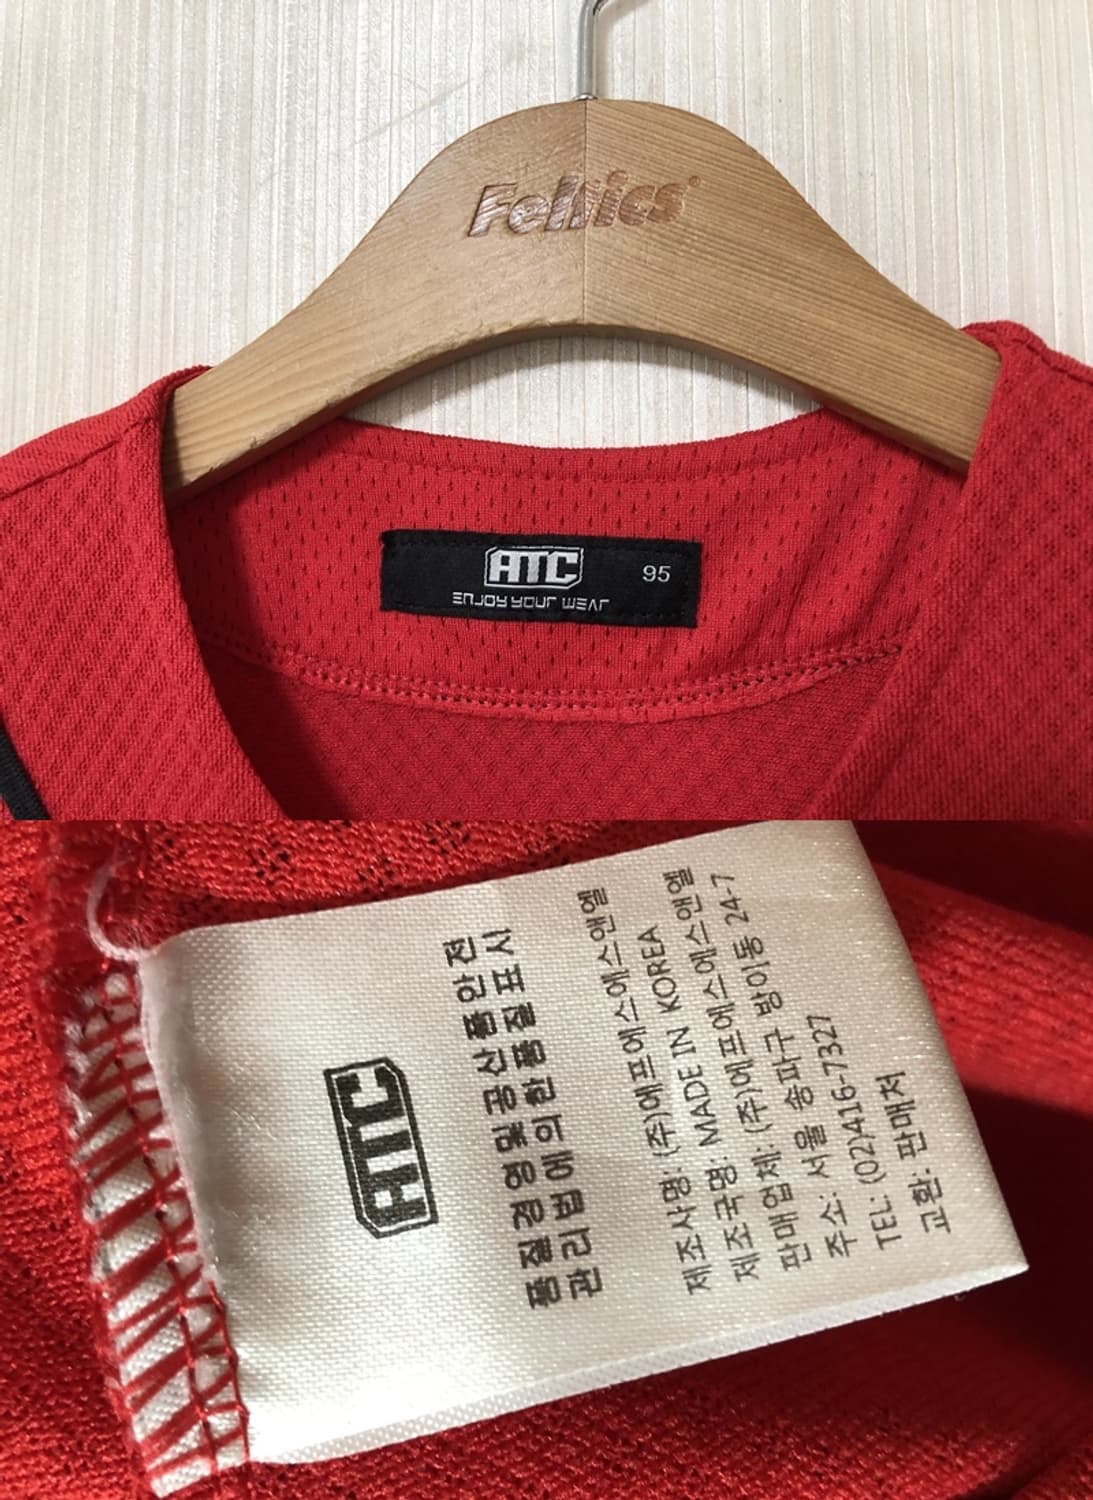 Felsics
ATC
95
ENJOY YOUR WEAR
ATC
품질경영및공산품안전
관리법에의한품질표시
제조사명: (주)에프에스에스앤엘
제조국명: MADE IN KOREA
판매업체: (주)에프에스에스앤엘
주소: 서울 송파구 방이동 24-7
TEL: (02)416-7327
교환: 판매처